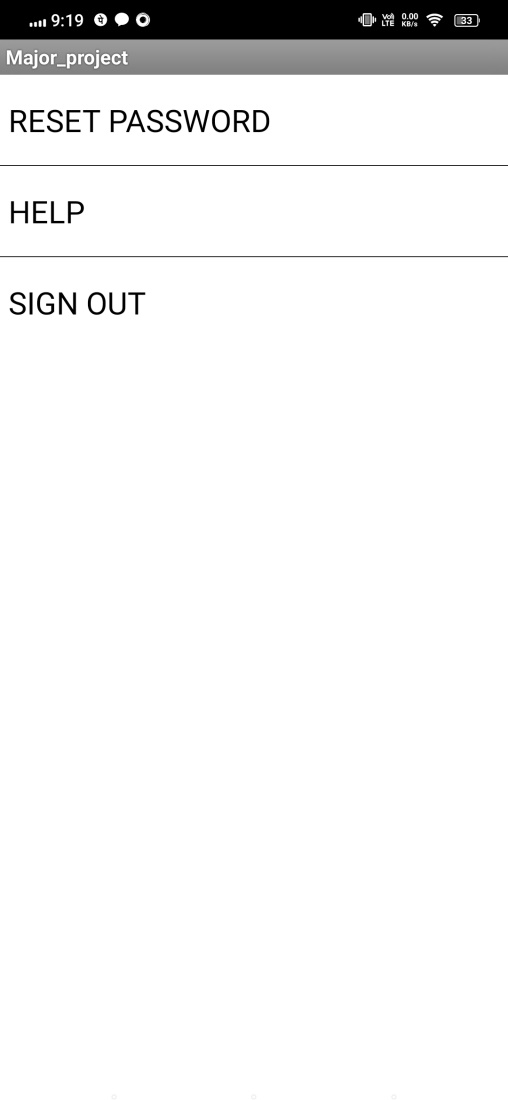 9:19
Vo)) LTE
0.00 KB/s
33
Major_project
RESET PASSWORD
HELP
SIGN OUT